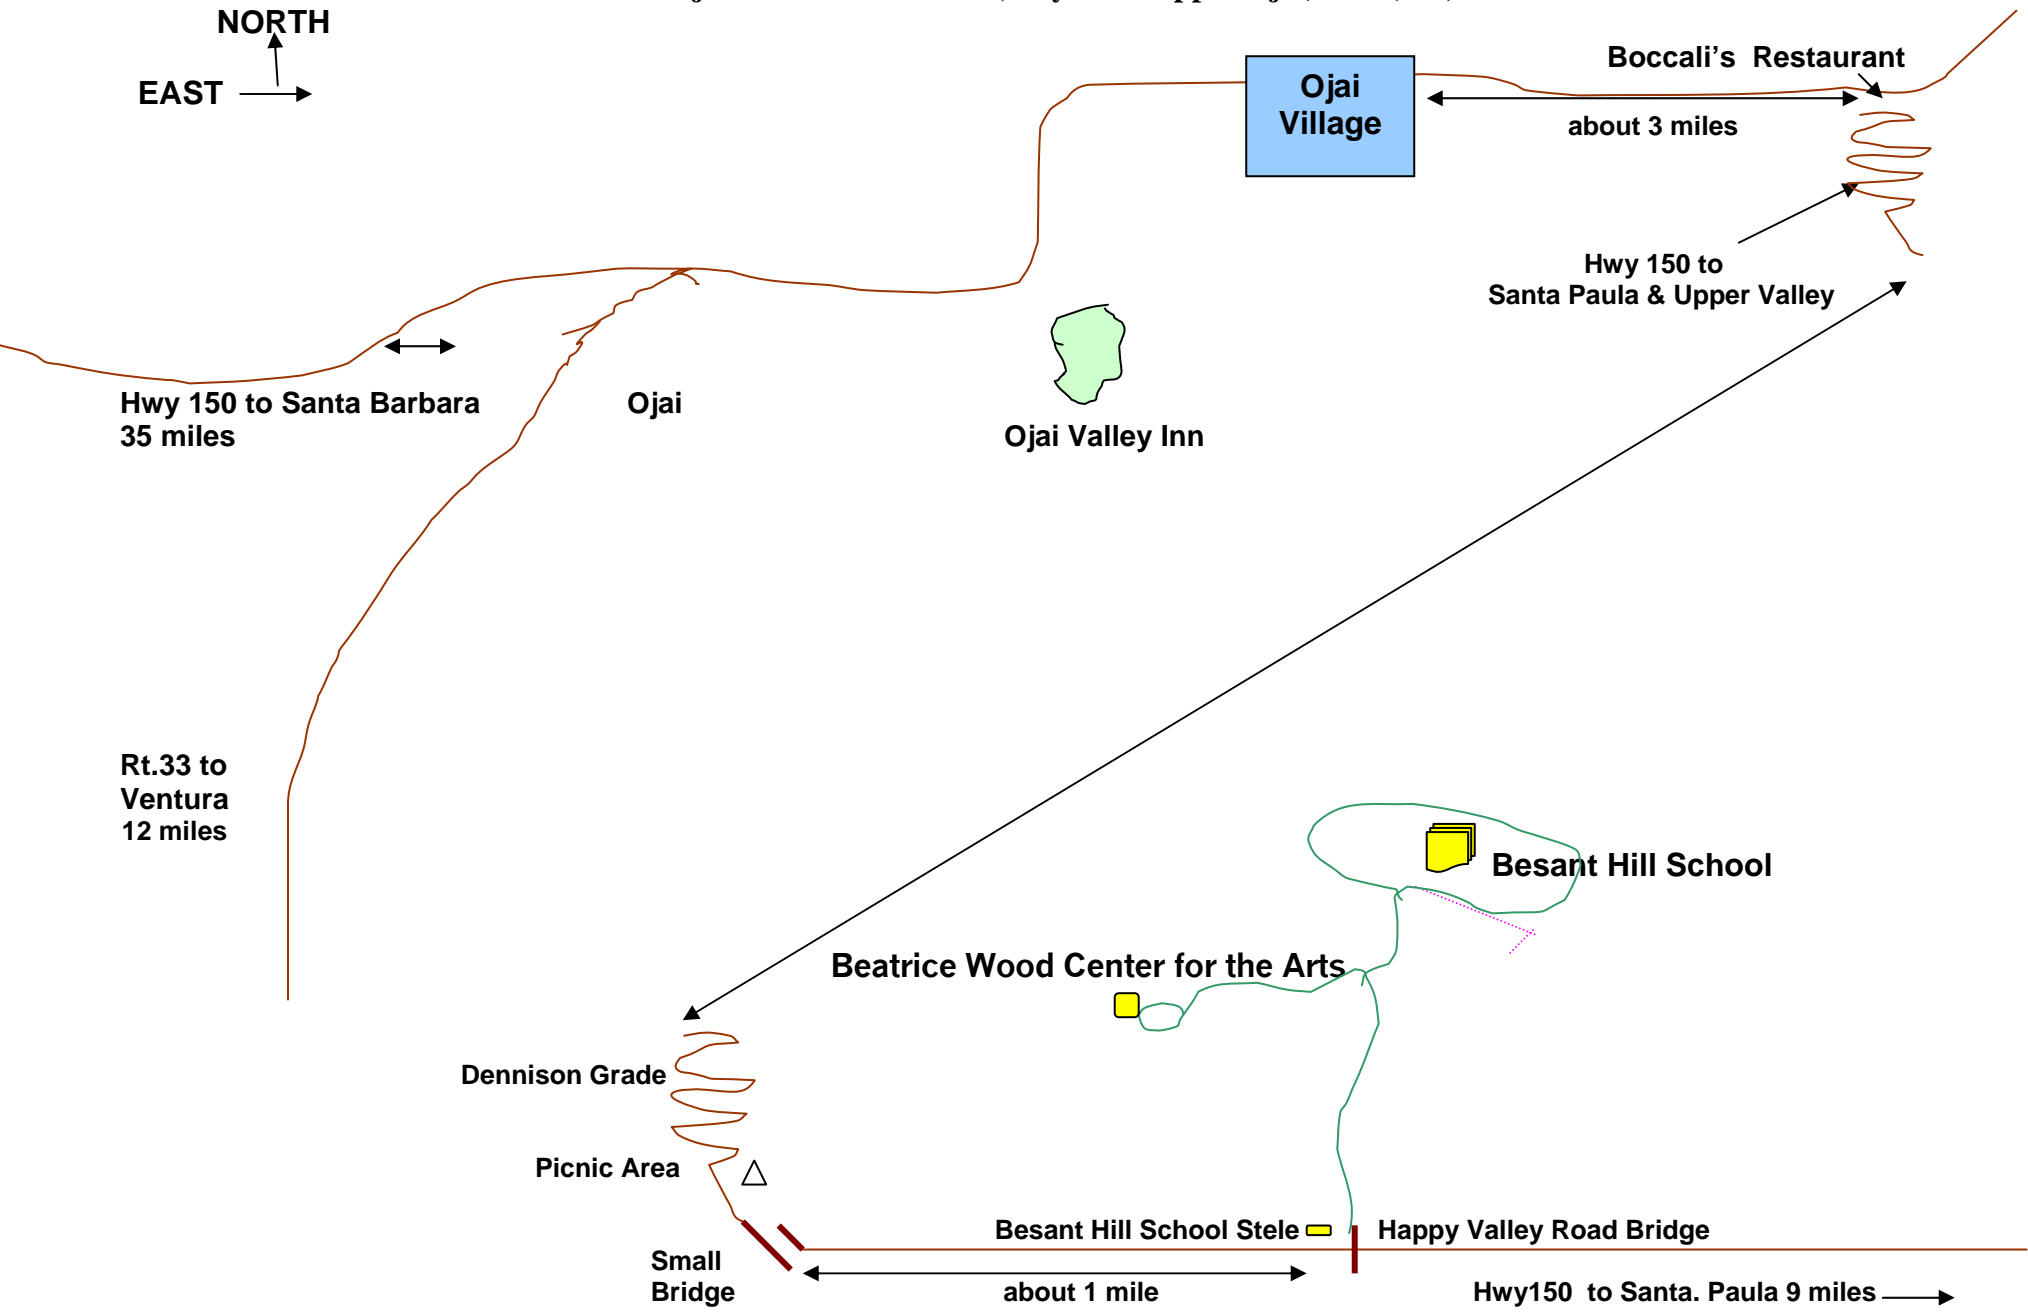 NORTH
EAST
Boccali's Restaurant
Ojai
Village
about 3 miles
Hwy 150 to
Santa Paula & Upper Valley
Hwy 150 to Santa Barbara
35 miles
Ojai
Ojai Valley Inn
Rt.33 to
Ventura
12 miles
Besant Hill School
Beatrice Wood Center for the Arts
Dennison Grade
Picnic Area
Besant Hill School Stele
Happy Valley Road Bridge
Small
Bridge
about 1 mile
Hwy150 to Santa. Paula 9 miles